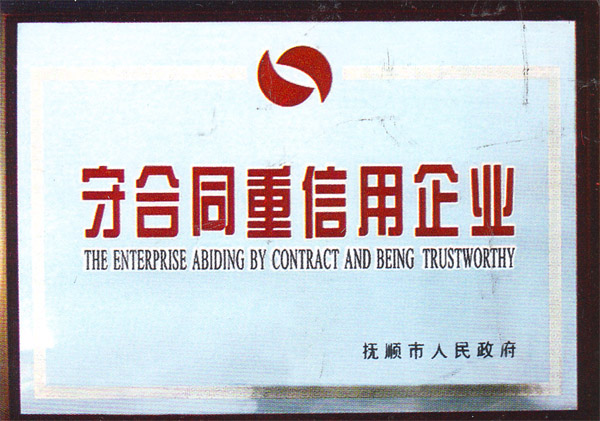 守合同重信用企业
THE ENTERPRISE ABIDING BY CONTRACT AND BEING TRUSTWORTHY
抚顺市人民政府